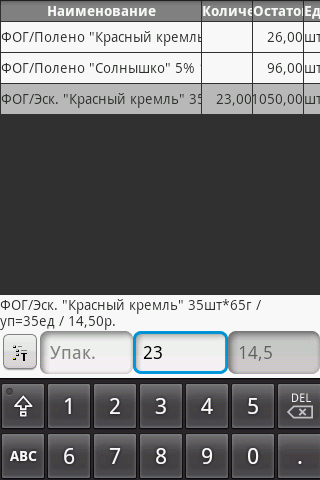 Наименование Количе Остато Ед
ФОГ/Полено "Красный кремль 26,00 шт
ФОГ/Полено "Солнышко" 5% 96,00 шт
ФОГ/Эск. "Красный кремль" 35 23,00 1050,00 шт
ФОГ/Эск. "Красный кремль" 35шт*65г /
уп=35ед / 14,50р.
Упак. 23 14,5
1 2 3 4 5 DEL
ABC 6 7 8 9 0 .